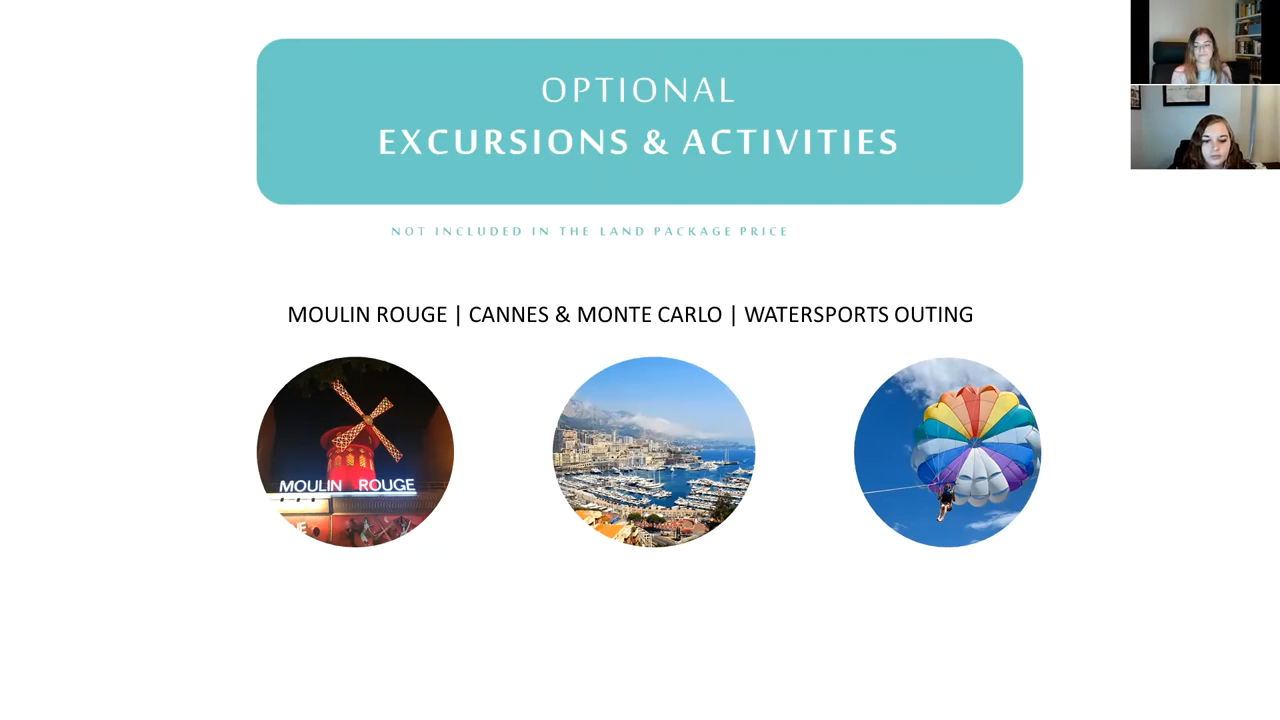 OPTIONAL
EXCURSIONS & ACTIVITIES
NOT INCLUDED IN THE LAND PACKAGE PRICE
MOULIN ROUGE | CANNES & MONTE CARLO | WATERSPORTS OUTING
MOULIN ROUGE